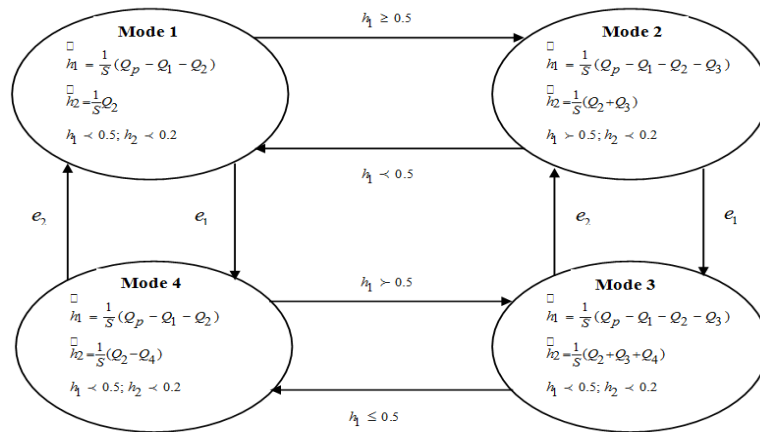 Mode 1
□
h₁ = 1/S (Qₚ − Q₁ − Q₂)
□
h₂ = 1/S Q₂
h₁ ≺ 0.5; h₂ ≺ 0.2
h₁ ≥ 0.5
Mode 2
□
h₁ = 1/S (Qₚ − Q₁ − Q₂ − Q₃)
□
h₂ = 1/S (Q₂+Q₃)
h₁ ≻ 0.5; h₂ ≺ 0.2
h₁ ≺ 0.5
e₂
e₁
e₂
e₁
Mode 4
□
h₁ = 1/S (Qₚ − Q₁ − Q₂)
□
h₂ = 1/S (Q₂−Q₄)
h₁ ≺ 0.5; h₂ ≺ 0.2
h₁ ≻ 0.5
Mode 3
□
h₁ = 1/S (Qₚ − Q₁ − Q₂ − Q₃)
□
h₂ = 1/S (Q₂+Q₃+Q₄)
h₁ ≺ 0.5; h₂ ≺ 0.2
h₁ ≤ 0.5